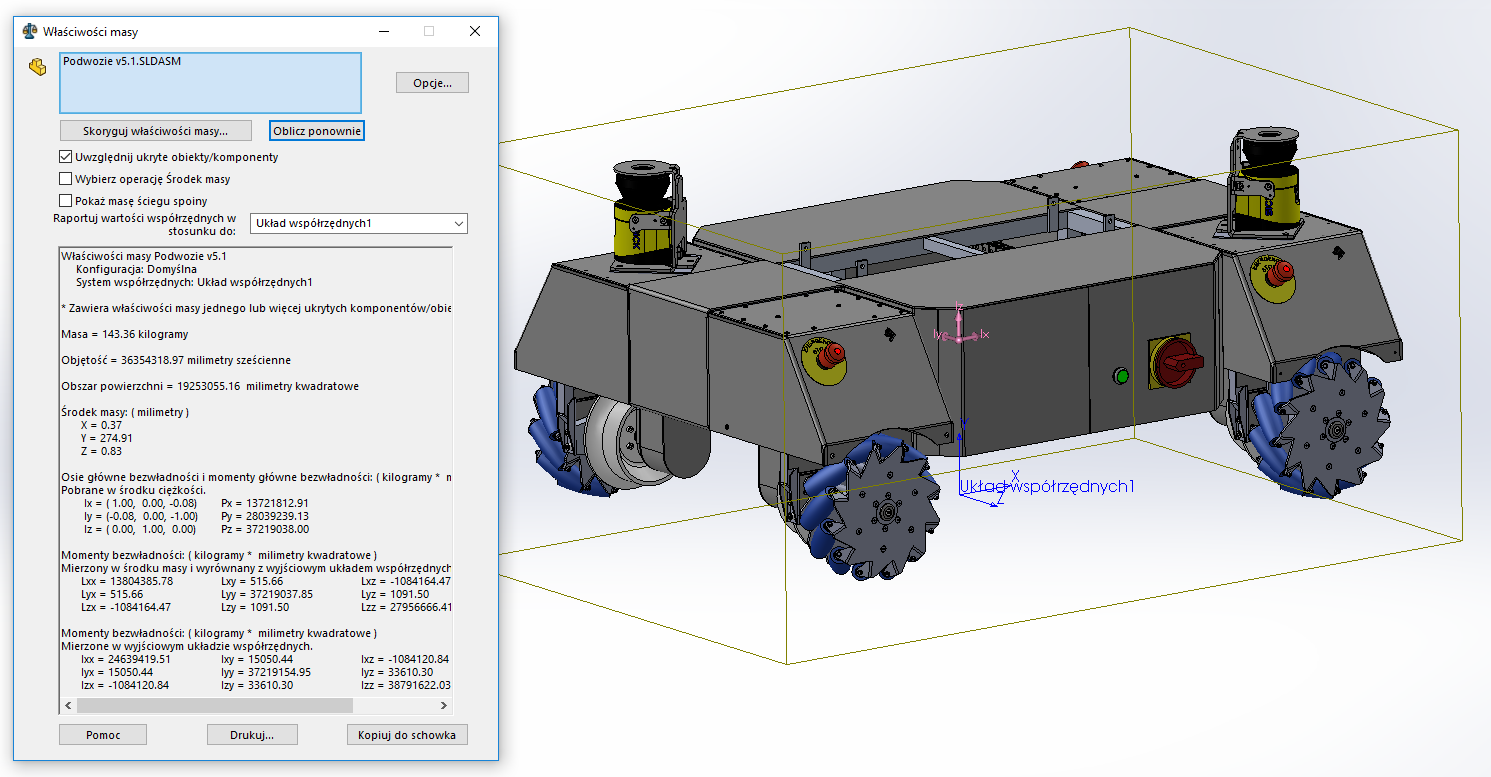 Właściwości masy
Podwozie v5.1.SLDASM
Opcje...
Skoryguj właściwości masy...
Oblicz ponownie
Uwzględnij ukryte obiekty/komponenty
Wybierz operację Środek masy
Pokaż masę ściegu spoiny
Raportuj wartości współrzędnych w
stosunku do:
Układ współrzędnych1
Właściwości masy Podwozie v5.1
Konfiguracja: Domyślna
System współrzędnych: Układ współrzędnych1
* Zawiera właściwości masy jednego lub więcej ukrytych komponentów/obie
Masa = 143.36 kilogramy
Objętość = 36354318.97 milimetry sześcienne
Obszar powierzchni = 19253055.16 milimetry kwadratowe
Środek masy: ( milimetry )
X = 0.37
Y = 274.91
Z = 0.83
Osie główne bezwładności i momenty główne bezwładności: ( kilogramy * m
Pobrane w środku ciężkości.
Ix = ( 1.00, 0.00, -0.08) Px = 13721812.91
Iy = (-0.08, 0.00, -1.00) Py = 28039239.13
Iz = ( 0.00, 1.00, 0.00) Pz = 37219038.00
Momenty bezwładności: ( kilogramy * milimetry kwadratowe )
Mierzony w środku masy i wyrównany z wyjściowym układem współrzędnych
Lxx = 13804385.78 Lxy = 515.66 Lxz = -1084164.47
Lyx = 515.66 Lyy = 37219037.85 Lyz = 1091.50
Lzx = -1084164.47 Lzy = 1091.50 Lzz = 27956666.41
Momenty bezwładności: ( kilogramy * milimetry kwadratowe )
Mierzone w wyjściowym układzie współrzędnych.
Ixx = 24639419.51 Ixy = 15050.44 Ixz = -1084120.84
Iyx = 15050.44 Iyy = 37219154.95 Iyz = 33610.30
Izx = -1084120.84 Izy = 33610.30 Izz = 38791622.03
Pomoc
Drukuj...
Kopiuj do schowka
SICK
SICK
Iz
Iy
Ix
Y
X
Z
Układ współrzędnych1